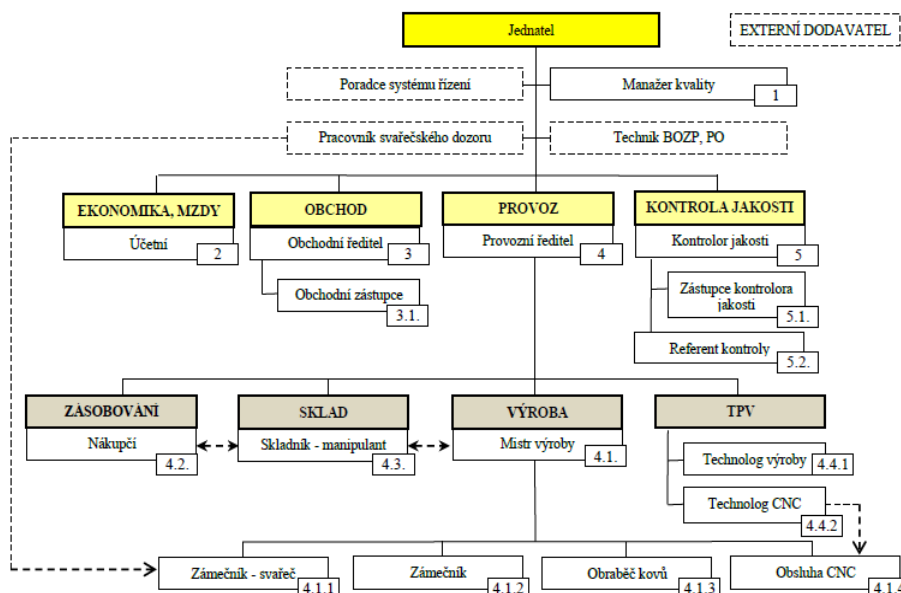 Jednatel
EXTERNÍ DODAVATEL
Poradce systému řízení
Manažer kvality
1
Pracovník svařečského dozoru
Technik BOZP, PO
EKONOMIKA, MZDY
Účetní
2
OBCHOD
Obchodní ředitel
3
Obchodní zástupce
3.1.
PROVOZ
Provozní ředitel
4
KONTROLA JAKOSTI
Kontrolor jakosti
5
Zástupce kontrolora
jakosti
5.1.
Referent kontroly
5.2.
ZÁSOBOVÁNÍ
Nákupčí
4.2.
SKLAD
Skladník - manipulant
4.3.
VÝROBA
Mistr výroby
4.1.
TPV
Technolog výroby
4.4.1
Technolog CNC
4.4.2
Zámečník - svařeč
4.1.1
Zámečník
4.1.2
Obraběč kovů
4.1.3
Obsluha CNC
4.1.4